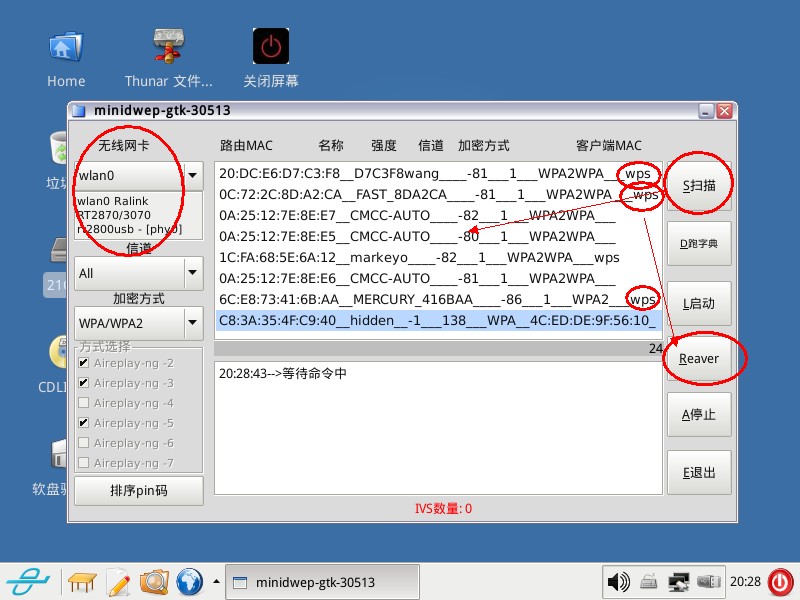 Home
Thunar 文件...
关闭屏幕
minidwep-gtk-30513
无线网卡
wlan0
wlan0 Ralink
RT2870/3070
rt2800usb - [phy0]
信道
All
加密方式
WPA/WPA2
方式选择
Aireplay-ng -2
Aireplay-ng -3
Aireplay-ng -4
Aireplay-ng -5
Aireplay-ng -6
Aireplay-ng -7
排序pin码
路由MAC 名称 强度 信道 加密方式 客户端MAC
20:DC:E6:D7:C3:F8__D7C3F8wang____-81___1___WPA2WPA___wps
0C:72:2C:8D:A2:CA__FAST_8DA2CA____-81___1___WPA2WPA___wps
0A:25:12:7E:8E:E7__CMCC-AUTO____-82___1___WPA2WPA___
0A:25:12:7E:8E:E5__CMCC-AUTO____-80___1___WPA2WPA___
1C:FA:68:5E:6A:12__markeyo____-82___1___WPA2WPA___wps
0A:25:12:7E:8E:E6__CMCC-AUTO____-81___1___WPA2WPA___
6C:E8:73:41:6B:AA__MERCURY_416BAA____-86___1___WPA2___wps
C8:3A:35:4F:C9:40__hidden__-1___138___WPA__4C:ED:DE:9F:56:10_
24
20:28:43-->等待命令中
IVS数量: 0
S扫描
D跑字典
L启动
Reaver
A停止
E退出
垃圾
210
CDLI
软盘驱
minidwep-gtk-30513
20:28